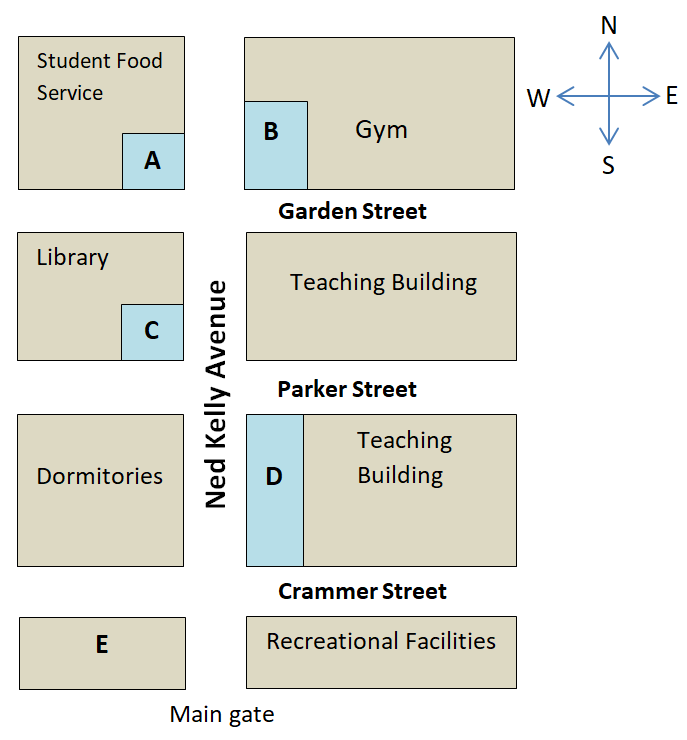 N
Student Food
Service
W
E
B
Gym
A
S
Garden Street
Library
Teaching Building
C
Ned Kelly Avenue
Parker Street
Teaching
Building
Dormitories
D
Crammer Street
E
Recreational Facilities
Main gate